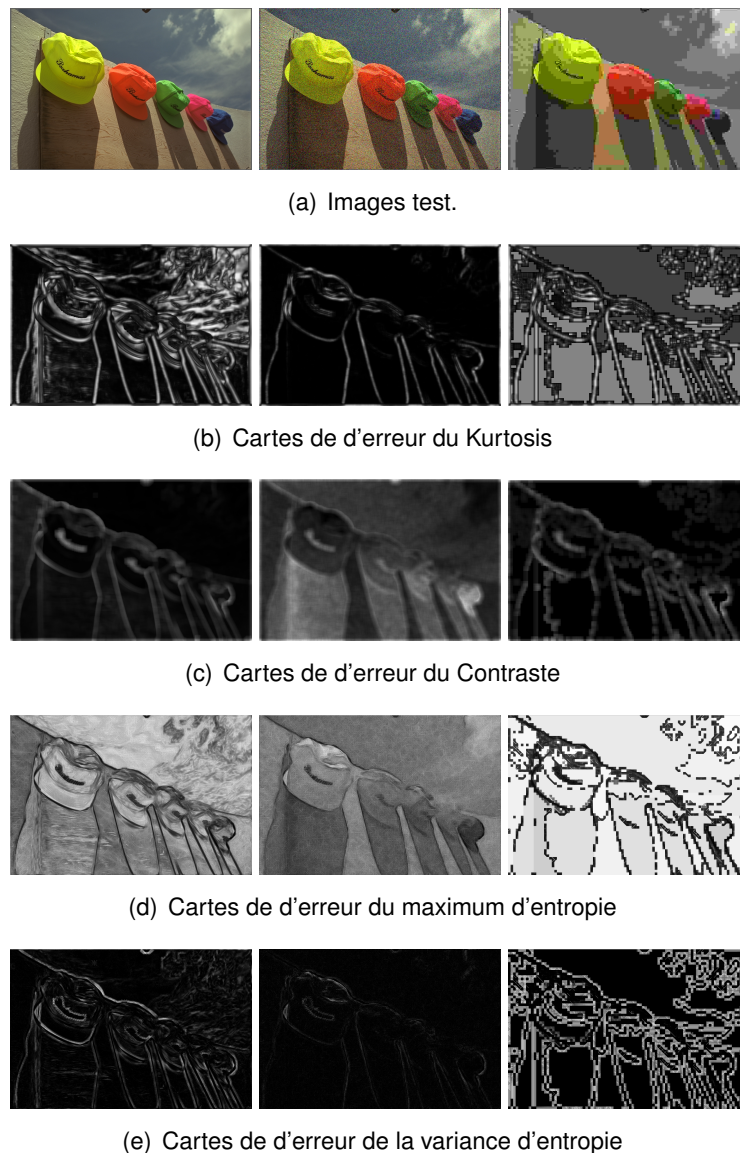 (a) Images test.
(b) Cartes de d'erreur du Kurtosis
(c) Cartes de d'erreur du Contraste
(d) Cartes de d'erreur du maximum d'entropie
(e) Cartes de d'erreur de la variance d'entropie